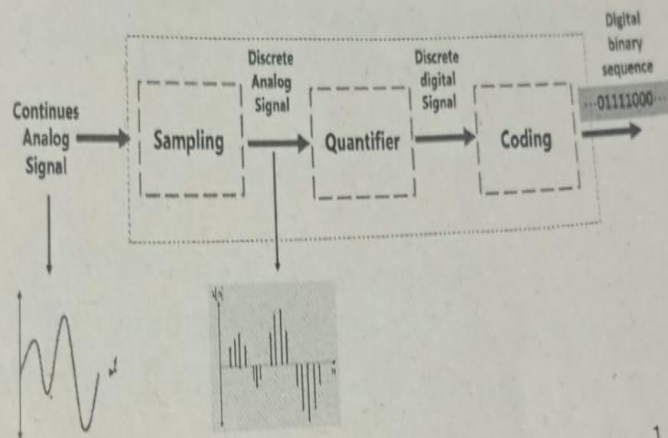 Continues
Analog
Signal
Sampling
Discrete
Analog
Signal
Quantifier
Discrete
digital
Signal
Coding
Digital
binary
sequence
···01111000···
t
n
1